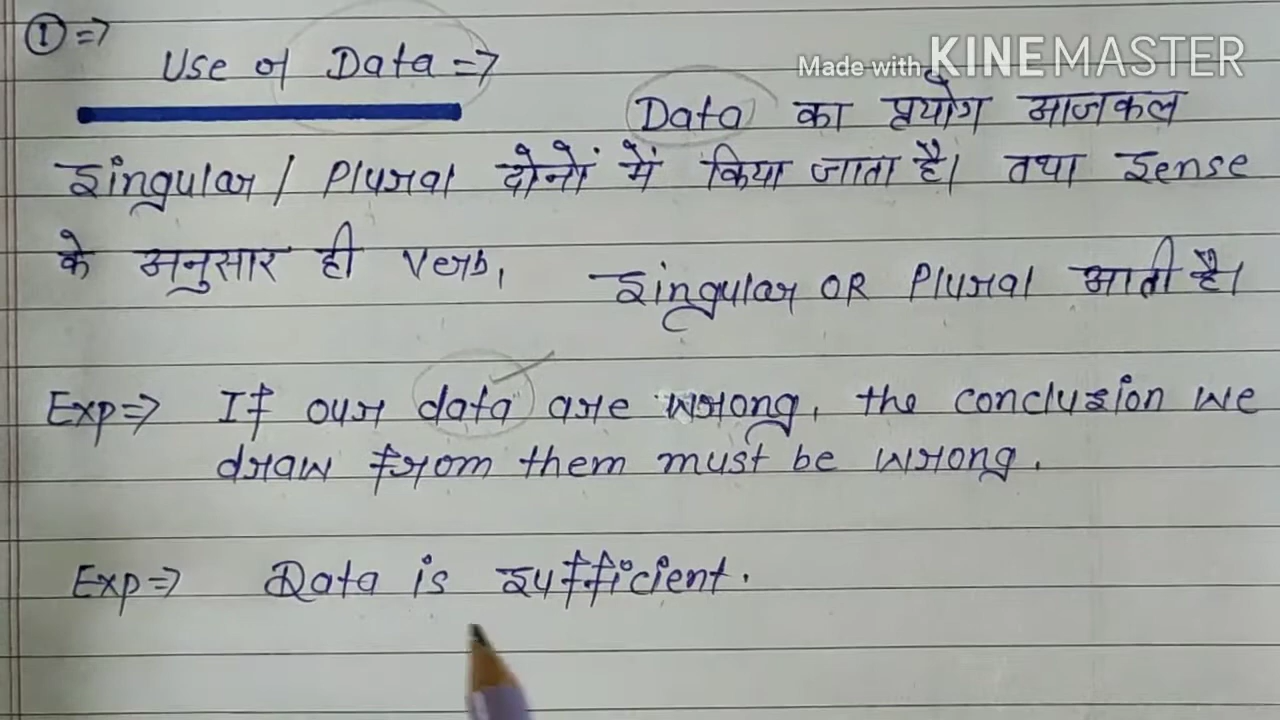 ① =>
Use of Data =>
Made with KINEMASTER
Data का प्रयोग आजकल
Singular / Plural दोनों में किया जाता है। तथा Sense
के अनुसार ही Verb, Singular OR Plural आती है।
Exp => If our data are wrong, the conclusion we
draw from them must be wrong.
Exp => Data is sufficient.